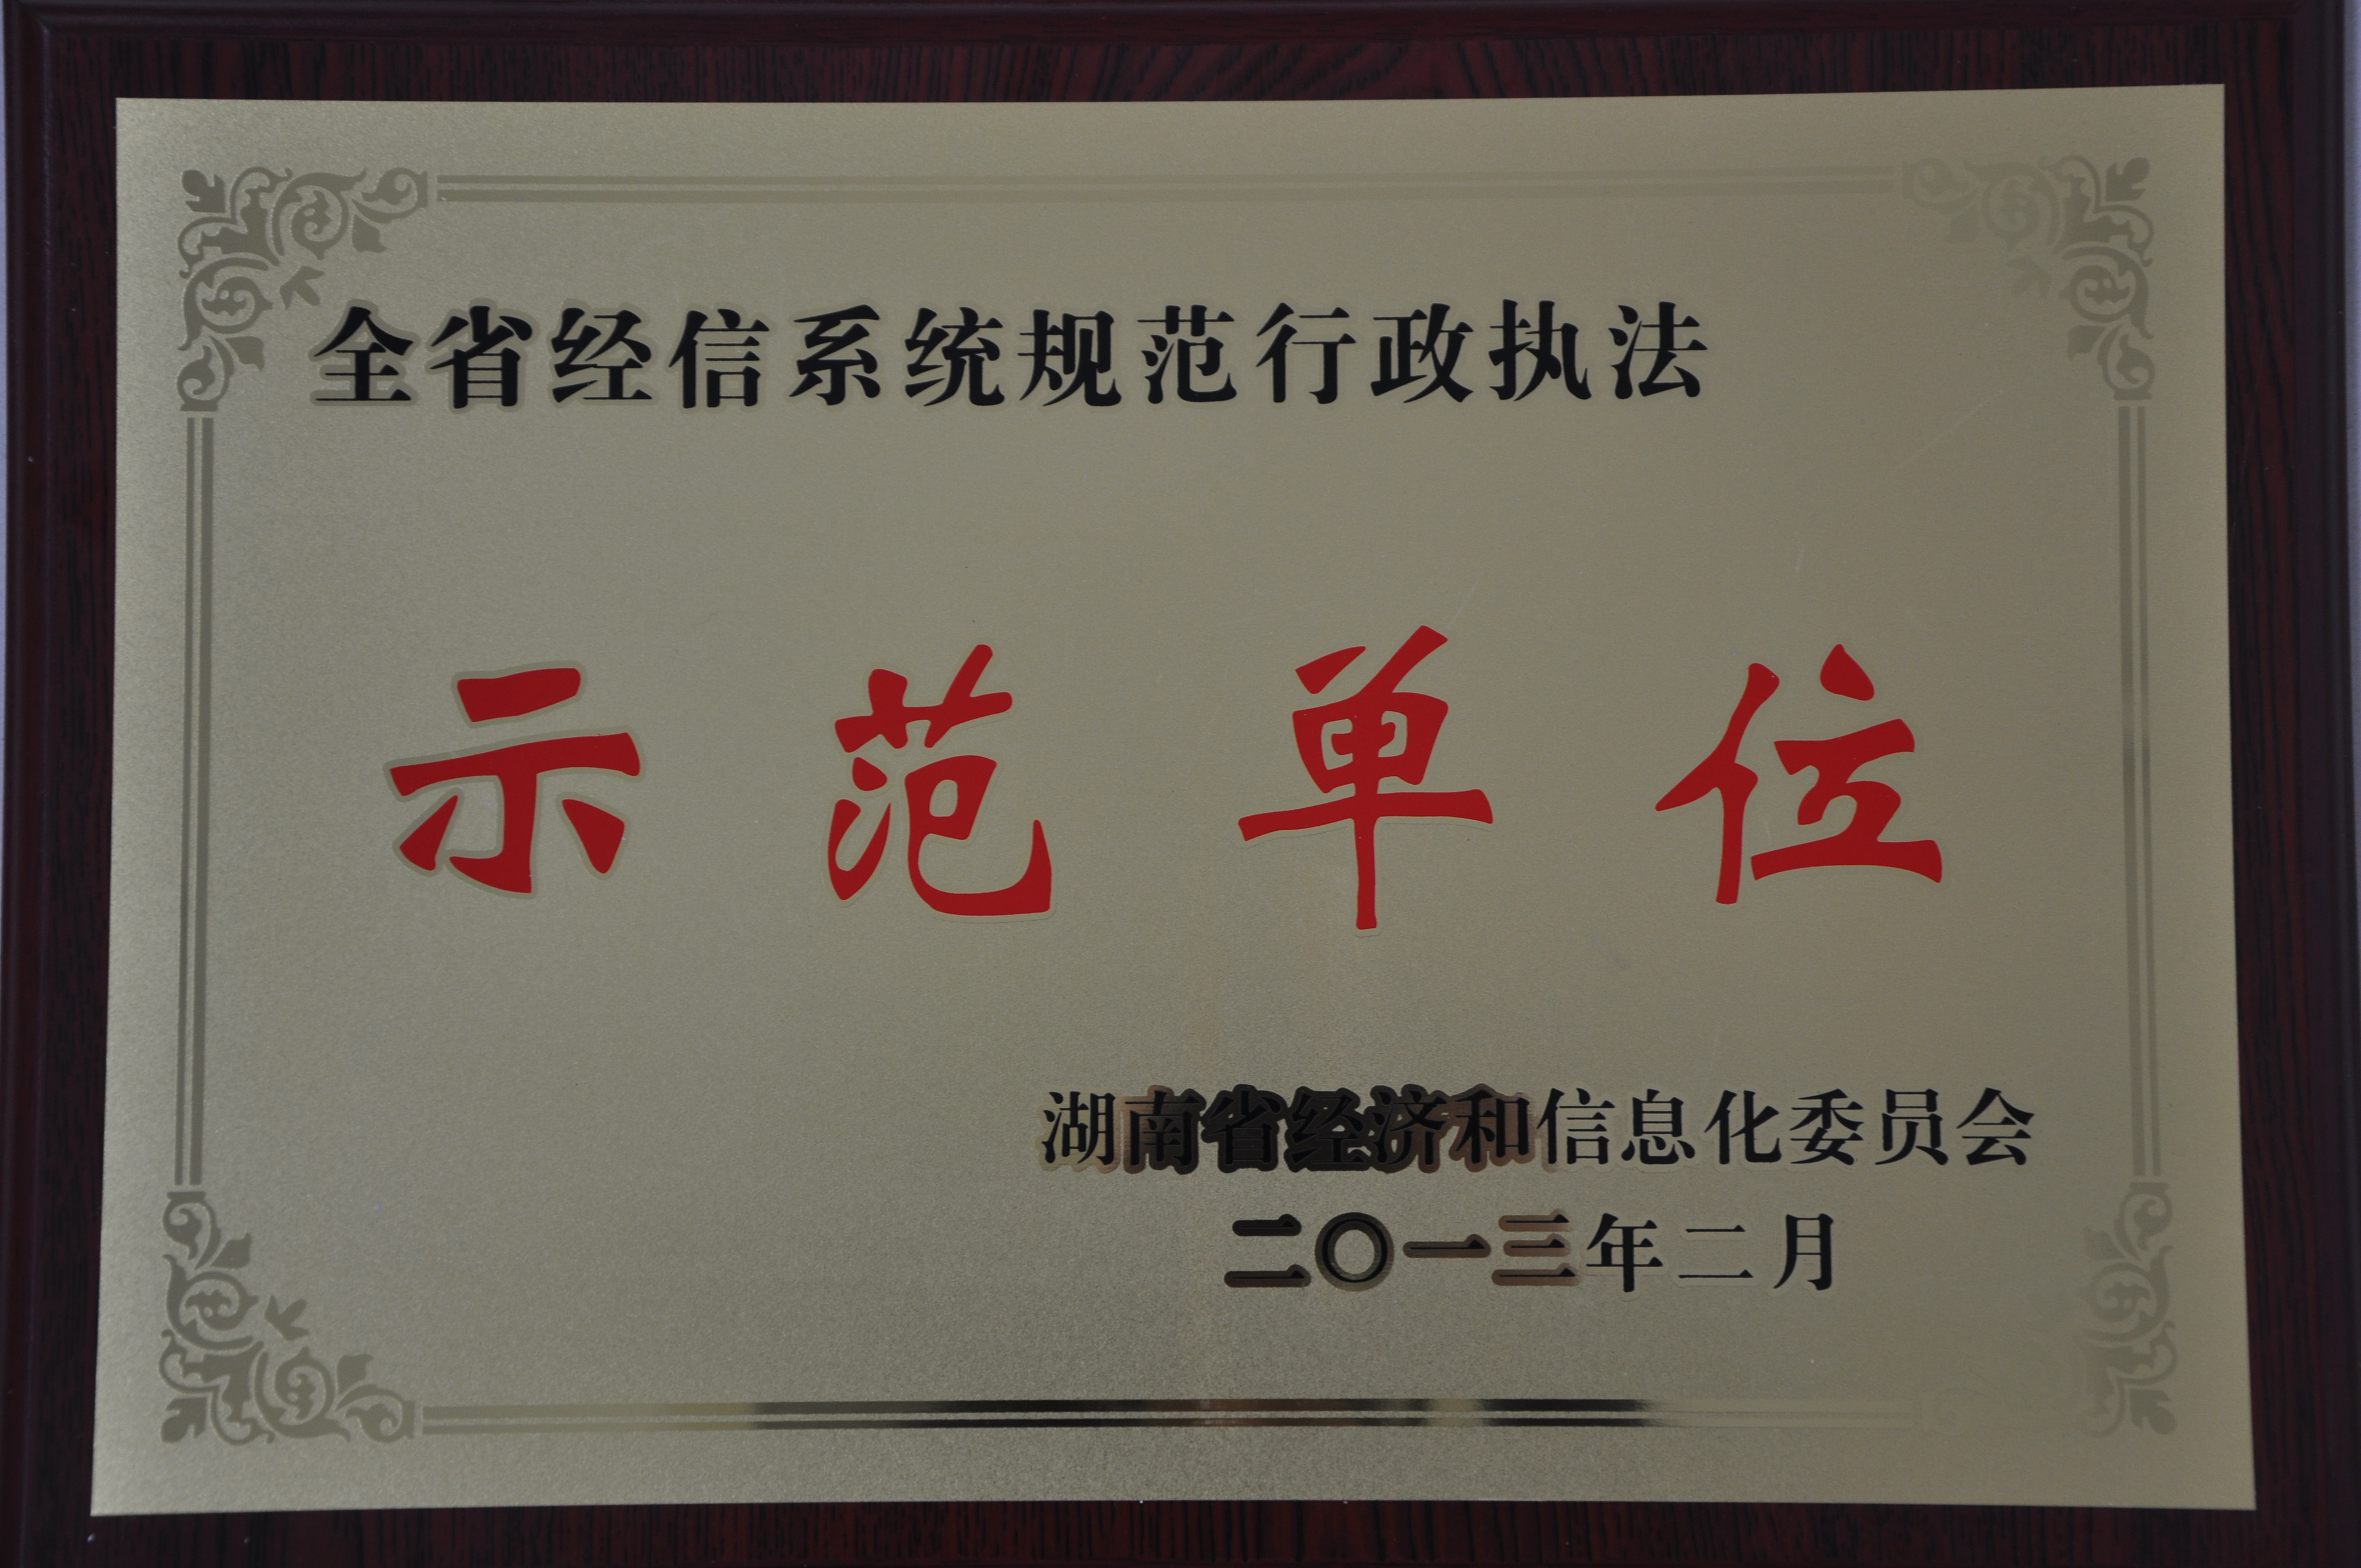 全省经信系统规范行政执法
示范单位
湖南省经济和信息化委员会
二〇一三年二月